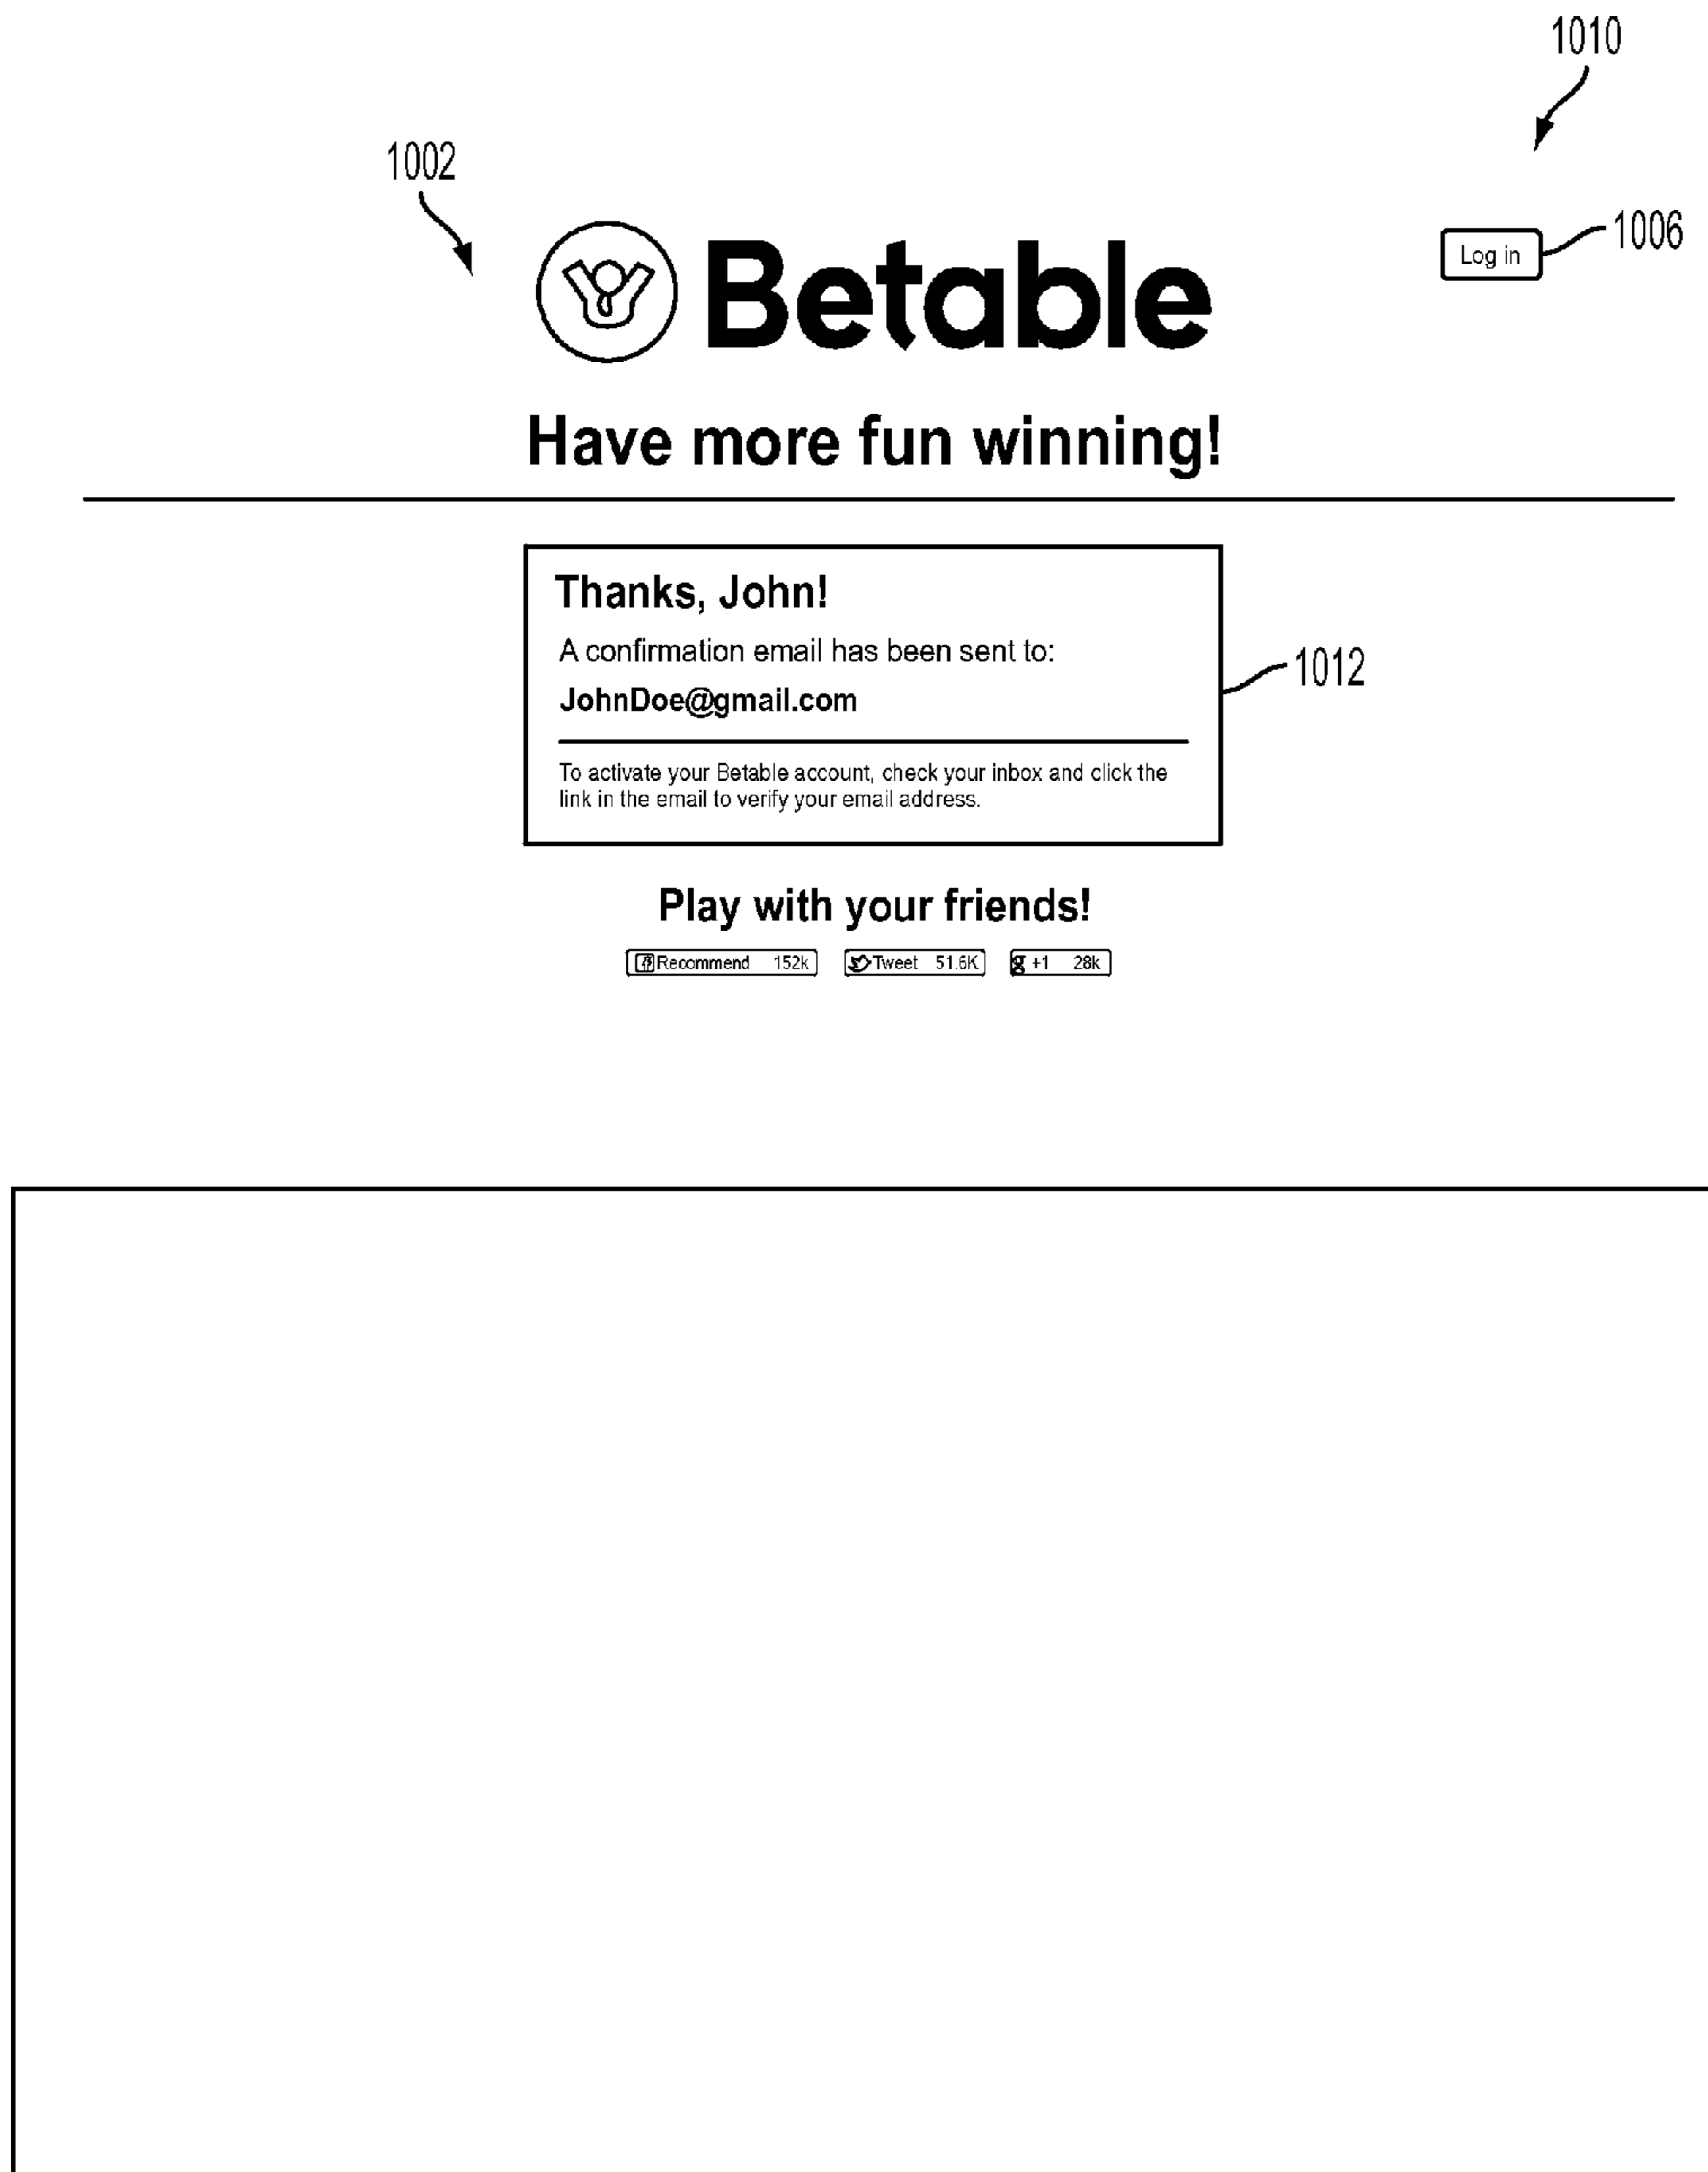 1010
1002
Betable
Log in
1006
Have more fun winning!
Thanks, John!
A confirmation email has been sent to:
JohnDoe@gmail.com
1012
To activate your Betable account, check your inbox and click the
link in the email to verify your email address.
Play with your friends!
f Recommend 152k Tweet 51.6K g +1 28k